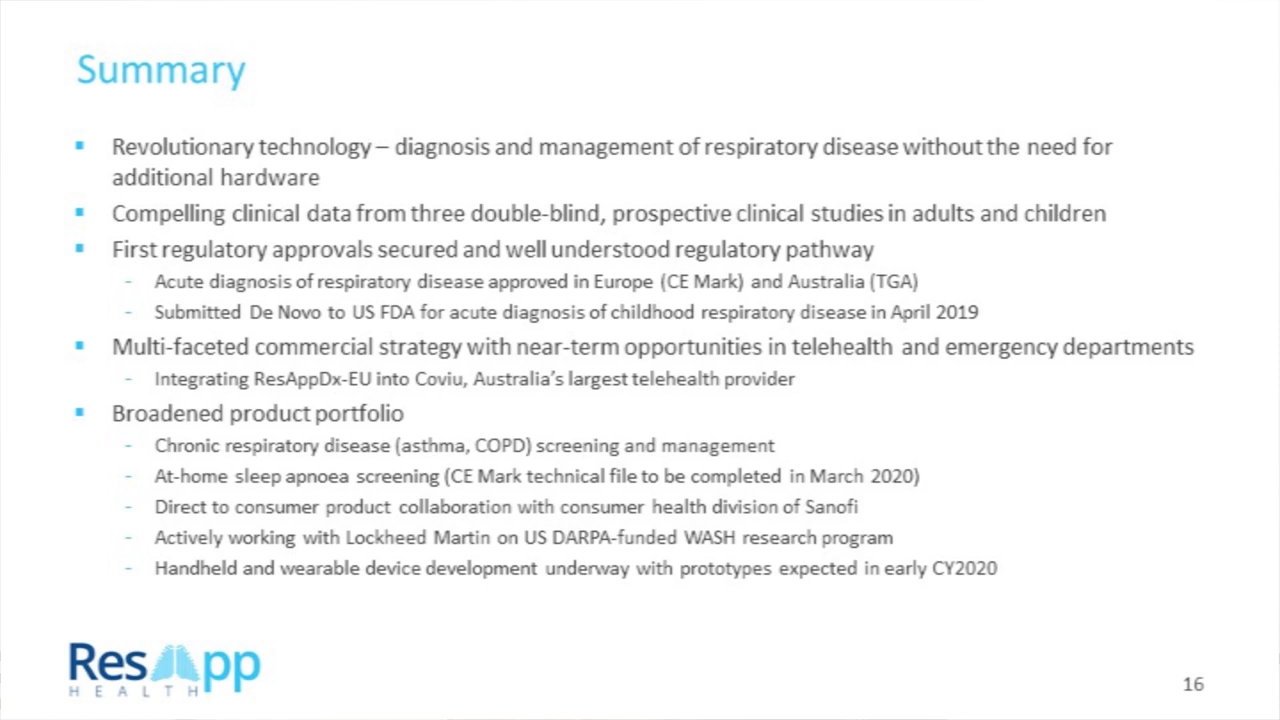 Summary
▪ Revolutionary technology – diagnosis and management of respiratory disease without the need for
additional hardware
▪ Compelling clinical data from three double-blind, prospective clinical studies in adults and children
▪ First regulatory approvals secured and well understood regulatory pathway
- Acute diagnosis of respiratory disease approved in Europe (CE Mark) and Australia (TGA)
- Submitted De Novo to US FDA for acute diagnosis of childhood respiratory disease in April 2019
▪ Multi-faceted commercial strategy with near-term opportunities in telehealth and emergency departments
- Integrating ResAppDx-EU into Coviu, Australia's largest telehealth provider
▪ Broadened product portfolio
- Chronic respiratory disease (asthma, COPD) screening and management
- At-home sleep apnoea screening (CE Mark technical file to be completed in March 2020)
- Direct to consumer product collaboration with consumer health division of Sanofi
- Actively working with Lockheed Martin on US DARPA-funded WASH research program
- Handheld and wearable device development underway with prototypes expected in early CY2020
ResApp
HEALTH
16